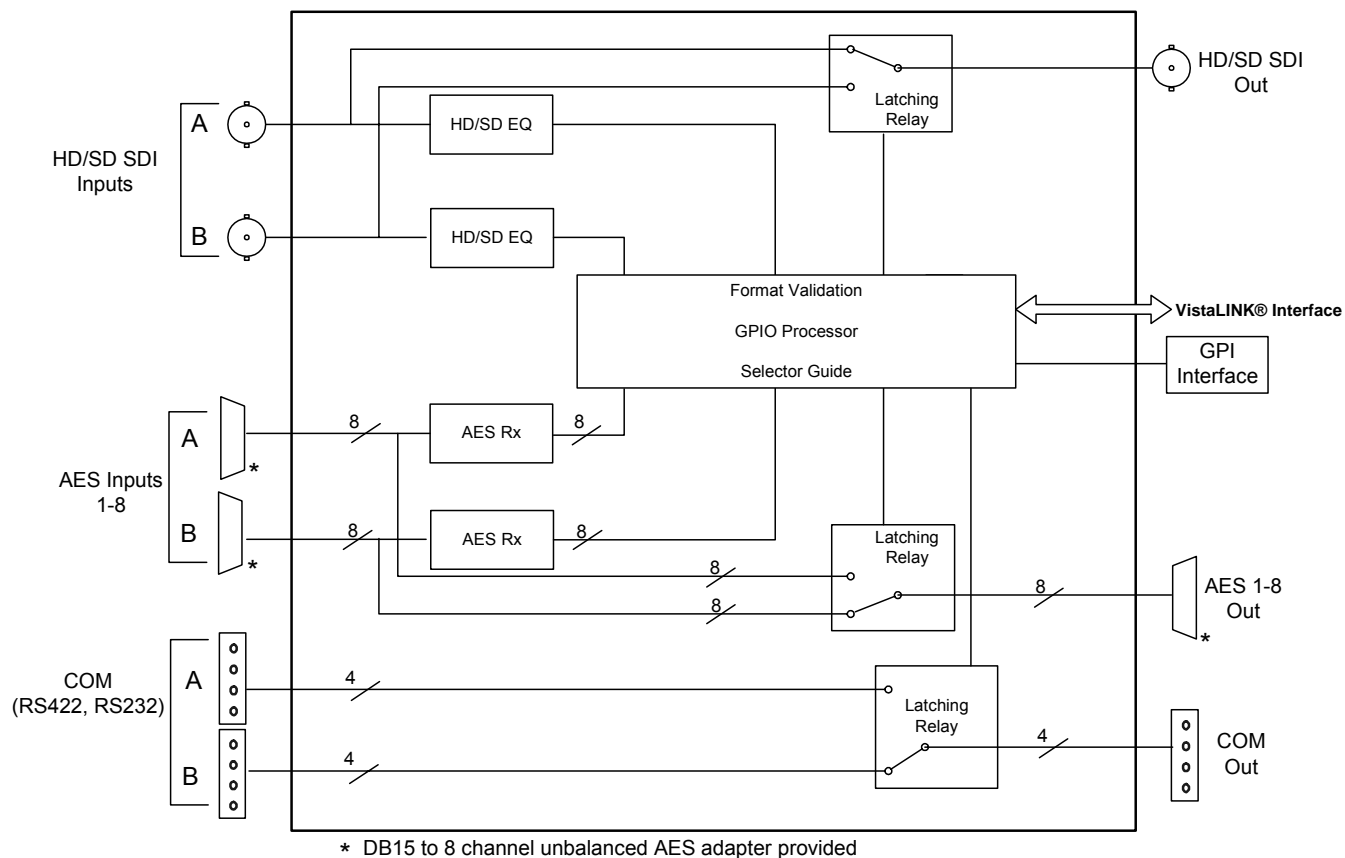 HD/SD SDI
Out
Latching
Relay
A
HD/SD EQ
HD/SD SDI
Inputs
B
HD/SD EQ
Format Validation
GPIO Processor
Selector Guide
VistaLINK® Interface
GPI
Interface
A
8
AES Rx
8
AES Inputs
1-8
*
B
8
AES Rx
8
*
Latching
Relay
8
8
8
AES 1-8
Out
*
COM
(RS422, RS232)
A
4
Latching
Relay
B
4
4
COM
Out
* DB15 to 8 channel unbalanced AES adapter provided